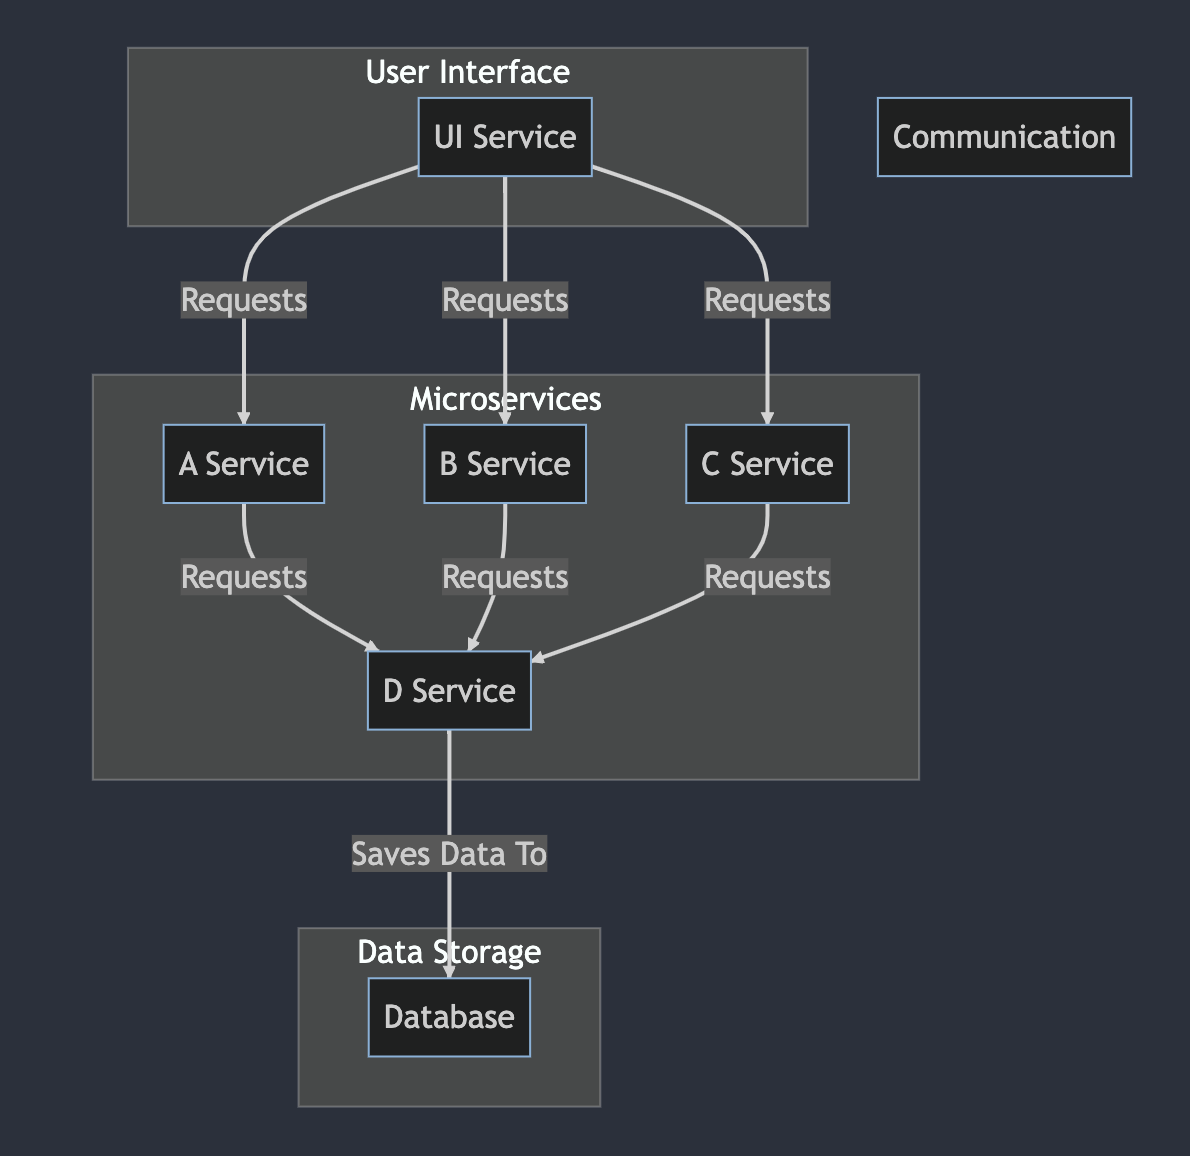 User Interface
UI Service
Communication
Requests
Requests
Requests
Microservices
A Service
B Service
C Service
Requests
Requests
Requests
D Service
Saves Data To
Data Storage
Database